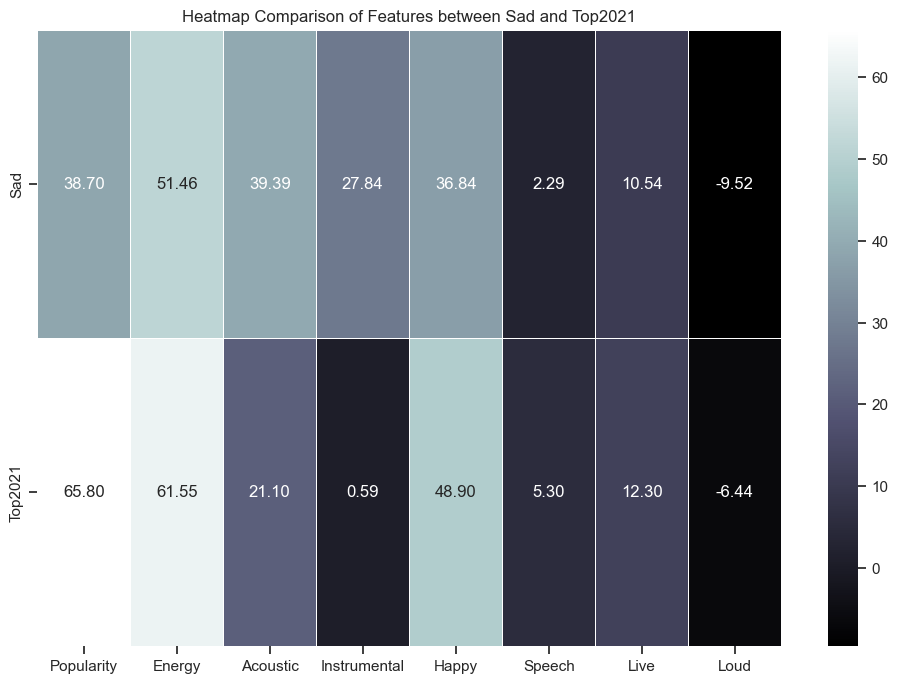 Heatmap Comparison of Features between Sad and Top2021
Sad
38.70 51.46 39.39 27.84 36.84 2.29 10.54 -9.52
Top2021
65.80 61.55 21.10 0.59 48.90 5.30 12.30 -6.44
Popularity Energy Acoustic Instrumental Happy Speech Live Loud
60
50
40
30
20
10
0